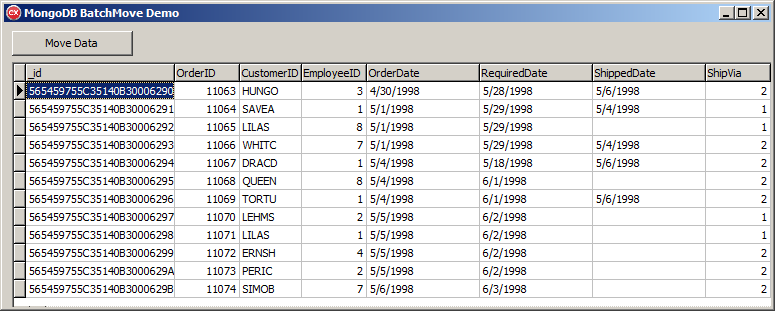 MongoDB BatchMove Demo
Move Data
_id OrderID CustomerID EmployeeID OrderDate RequiredDate ShippedDate ShipVia
565459755C35140B30006290 11063 HUNGO 3 4/30/1998 5/28/1998 5/6/1998 2
565459755C35140B30006291 11064 SAVEA 1 5/1/1998 5/29/1998 5/4/1998 1
565459755C35140B30006292 11065 LILAS 8 5/1/1998 5/29/1998 1
565459755C35140B30006293 11066 WHITC 7 5/1/1998 5/29/1998 5/4/1998 2
565459755C35140B30006294 11067 DRACD 1 5/4/1998 5/18/1998 5/6/1998 2
565459755C35140B30006295 11068 QUEEN 8 5/4/1998 6/1/1998 2
565459755C35140B30006296 11069 TORTU 1 5/4/1998 6/1/1998 5/6/1998 2
565459755C35140B30006297 11070 LEHMS 2 5/5/1998 6/2/1998 1
565459755C35140B30006298 11071 LILAS 1 5/5/1998 6/2/1998 1
565459755C35140B30006299 11072 ERNSH 4 5/5/1998 6/2/1998 2
565459755C35140B3000629A 11073 PERIC 2 5/5/1998 6/2/1998 2
565459755C35140B3000629B 11074 SIMOB 7 5/6/1998 6/3/1998 2